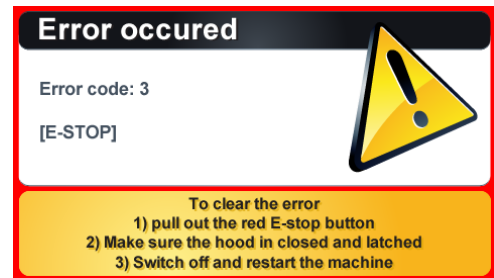 Error occured
Error code: 3
[E-STOP]
To clear the error
1) pull out the red E-stop button
2) Make sure the hood in closed and latched
3) Switch off and restart the machine